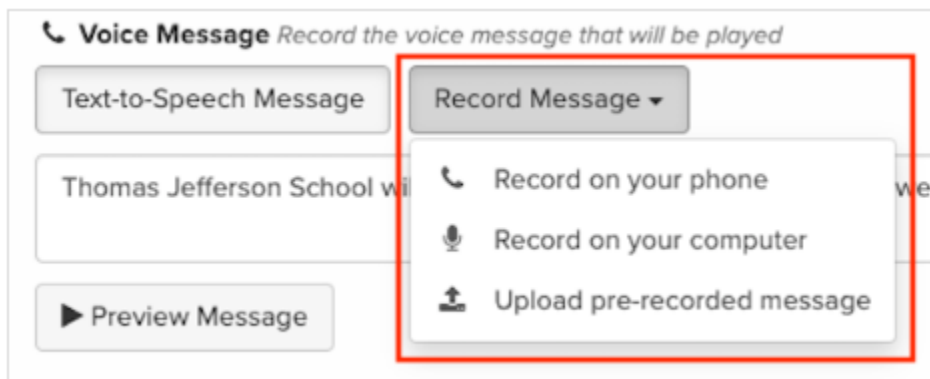 Voice Message Record the voice message that will be played
Text-to-Speech Message Record Message
Thomas Jefferson School
Record on your phone
Record on your computer
Upload pre-recorded message
Preview Message